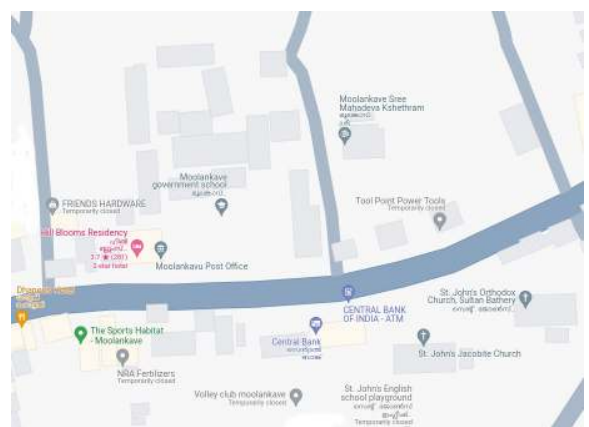 Moolankave Sree
Mahadeva Kshethram
Moolankave
government school
FRIENDS HARDWARE
Temporarily closed
Tool Point Power Tools
Temporarily closed
Hill Blooms Residency
3.7 ★ (281)
3-star hotel
Moolankavu Post Office
St. John's Orthodox
Church, Sultan Bathery
CENTRAL BANK
OF INDIA - ATM
The Sports Habitat
- Moolankave
Central Bank
St. John's Jacobite Church
NRA Fertilizers
Temporarily closed
Volley club moolankave
Temporarily closed
St. John's English
school playground
Temporarily closed